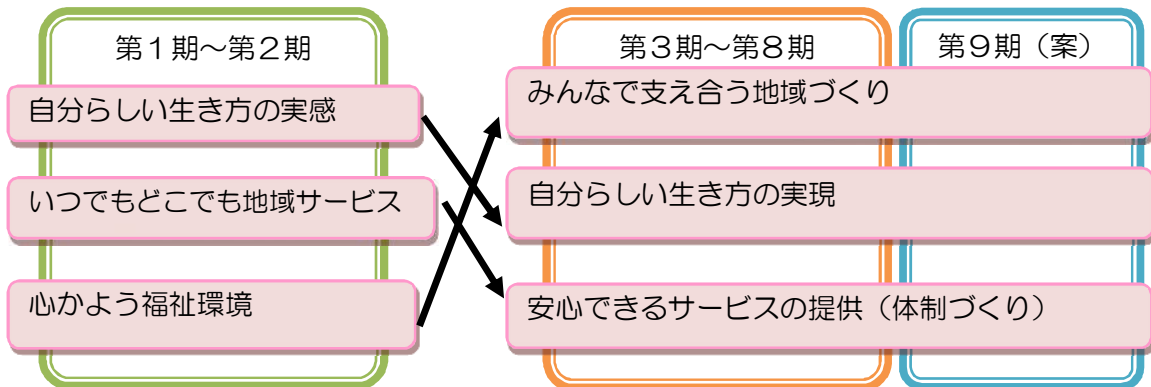 第１期～第２期
自分らしい生き方の実感
いつでもどこでも地域サービス
心かよう福祉環境
第３期～第８期
第９期（案）
みんなで支え合う地域づくり
自分らしい生き方の実現
安心できるサービスの提供（体制づくり）